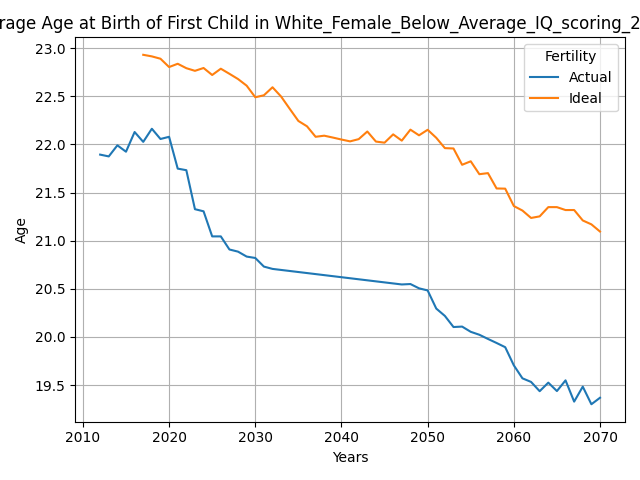 rage Age at Birth of First Child in White_Female_Below_Average_IQ_scoring_2
Fertility
Actual
Ideal
23.0
22.5
22.0
21.5
21.0
20.5
20.0
19.5
Age
2010 2020 2030 2040 2050 2060 2070
Years